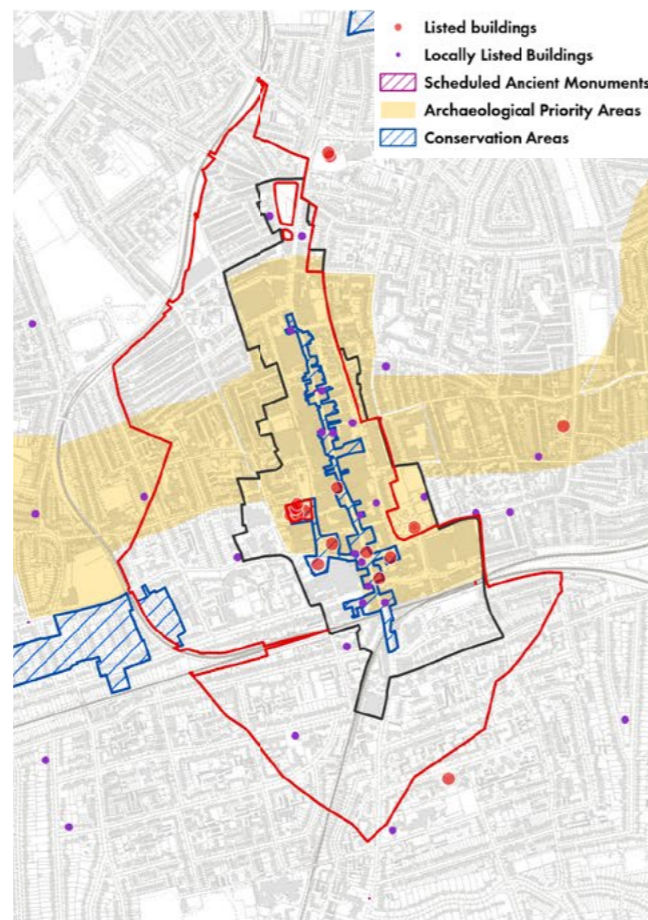 Listed buildings
Locally Listed Buildings
Scheduled Ancient Monuments
Archaeological Priority Areas
Conservation Areas